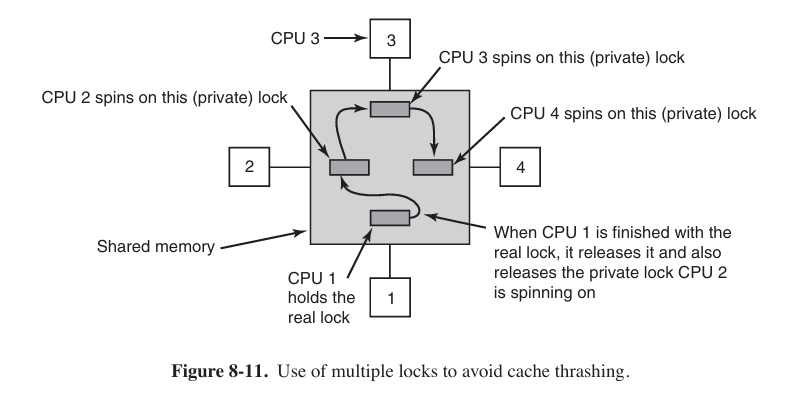 CPU 3
3
CPU 3 spins on this (private) lock
CPU 2 spins on this (private) lock
CPU 4 spins on this (private) lock
2
4
Shared memory
When CPU 1 is finished with the
real lock, it releases it and also
releases the private lock CPU 2
is spinning on
CPU 1
holds the
real lock
1
Figure 8-11. Use of multiple locks to avoid cache thrashing.